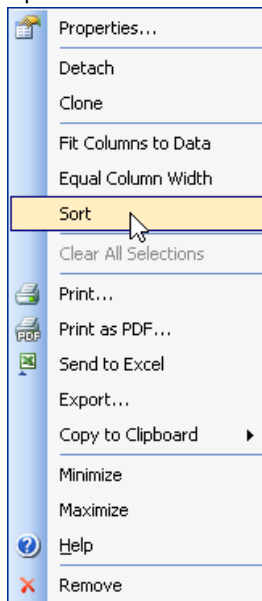 Properties...
Detach
Clone
Fit Columns to Data
Equal Column Width
Sort
Clear All Selections
Print...
PDF
Print as PDF...
Send to Excel
Export...
Copy to Clipboard
Minimize
Maximize
Help
Remove